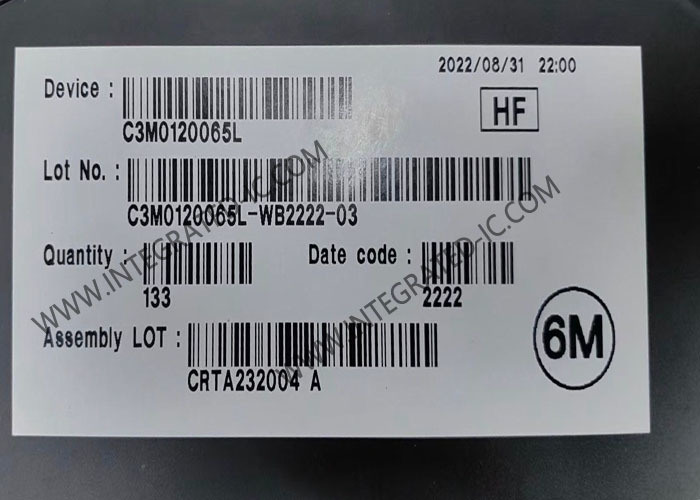 2022/08/31 22:00
Device :
C3M0120065L
HF
Lot No. :
C3M0120065L-WB2222-03
Quantity :
133
Date code :
2222
Assembly LOT :
CRTA232004 A
6M
WWW.INTEGRATED-IC.COM
WWW.INTEGRATED-IC.COM